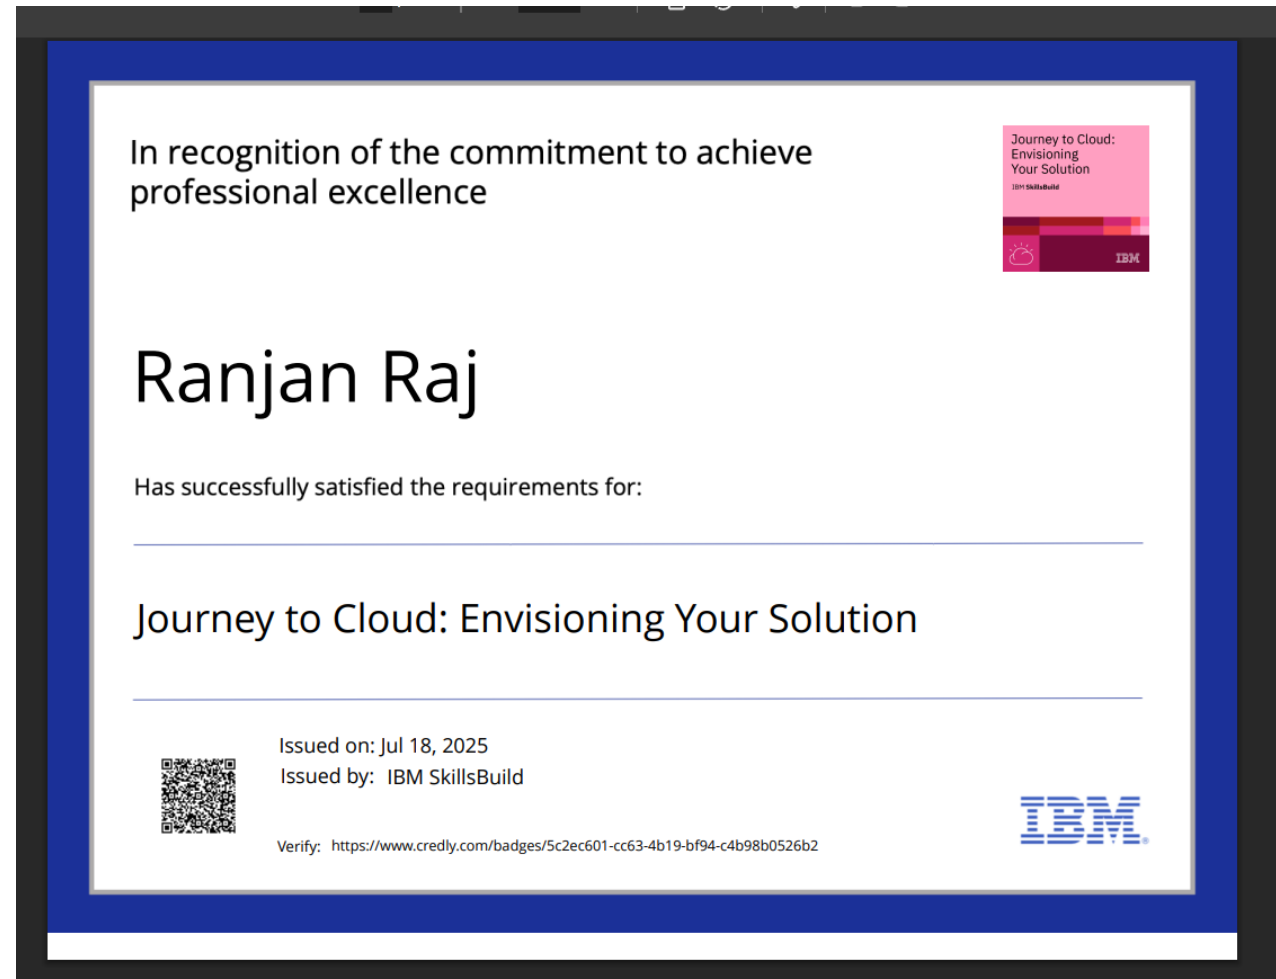 In recognition of the commitment to achieve
professional excellence
Journey to Cloud:
Envisioning
Your Solution
IBM SkillsBuild
IBM
Ranjan Raj
Has successfully satisfied the requirements for:
Journey to Cloud: Envisioning Your Solution
Issued on: Jul 18, 2025
Issued by: IBM SkillsBuild
Verify: https://www.credly.com/badges/5c2ec601-cc63-4b19-bf94-c4b98b0526b2
IBM